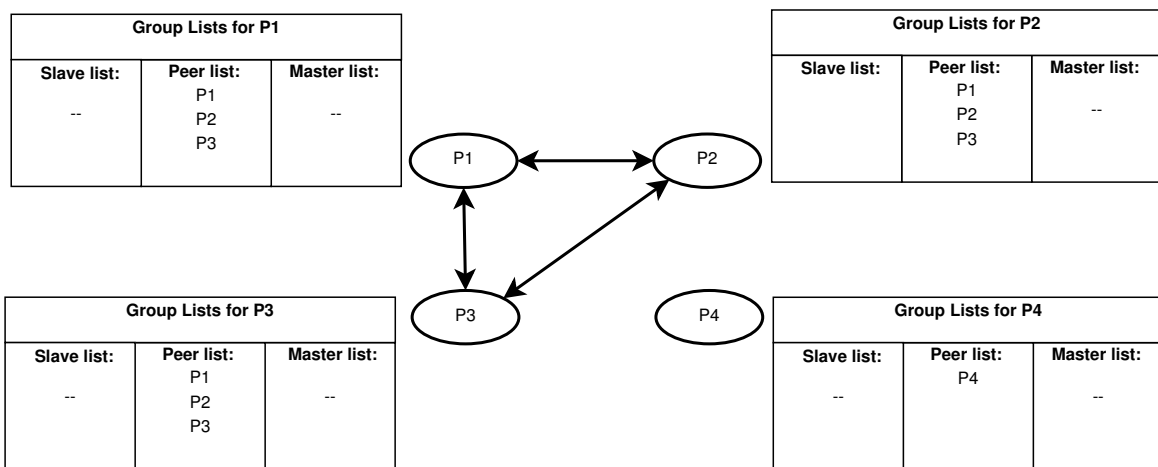 Group Lists for P1
Slave list: Peer list: Master list:
P1
-- P2 --
P3
Group Lists for P2
Slave list: Peer list: Master list:
P1
P2 --
P3
P1
P2
P3
P4
Group Lists for P3
Slave list: Peer list: Master list:
P1
-- P2 --
P3
Group Lists for P4
Slave list: Peer list: Master list:
P4
-- --